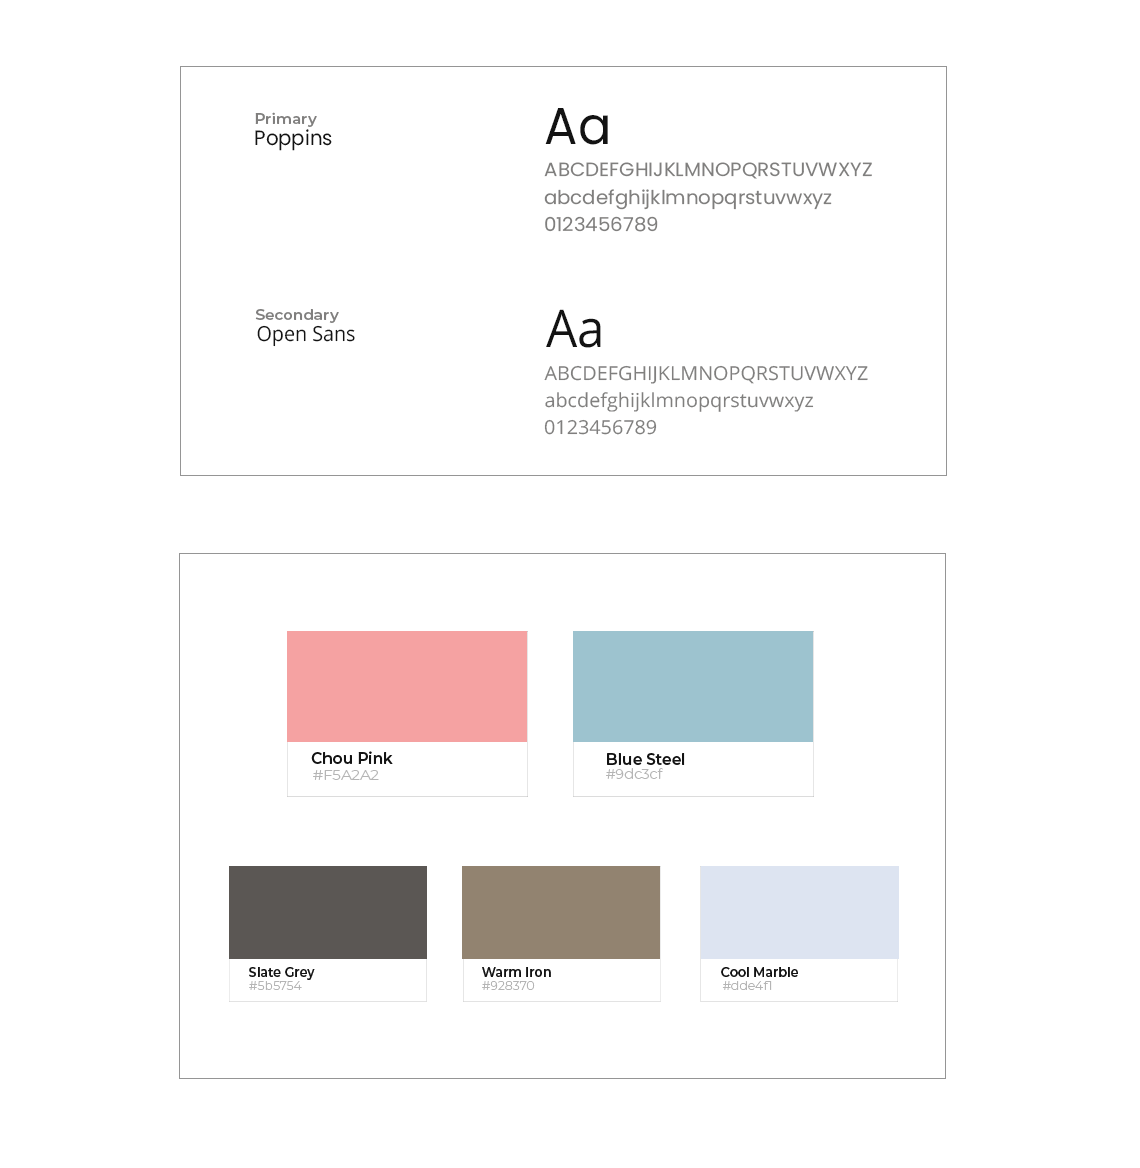 Primary
Poppins
Aa
ABCDEFGHIJKLMNOPQRSTUVWXYZ
abcdefghijklmnopqrstuvwxyz
0123456789
Secondary
Open Sans
Aa
ABCDEFGHIJKLMNOPQRSTUVWXYZ
abcdefghijklmnopqrstuvwxyz
0123456789
Chou Pink
#F5A2A2
Blue Steel
#9dc3cf
Slate Grey
#5b5754
Warm Iron
#928370
Cool Marble
#dde4f1